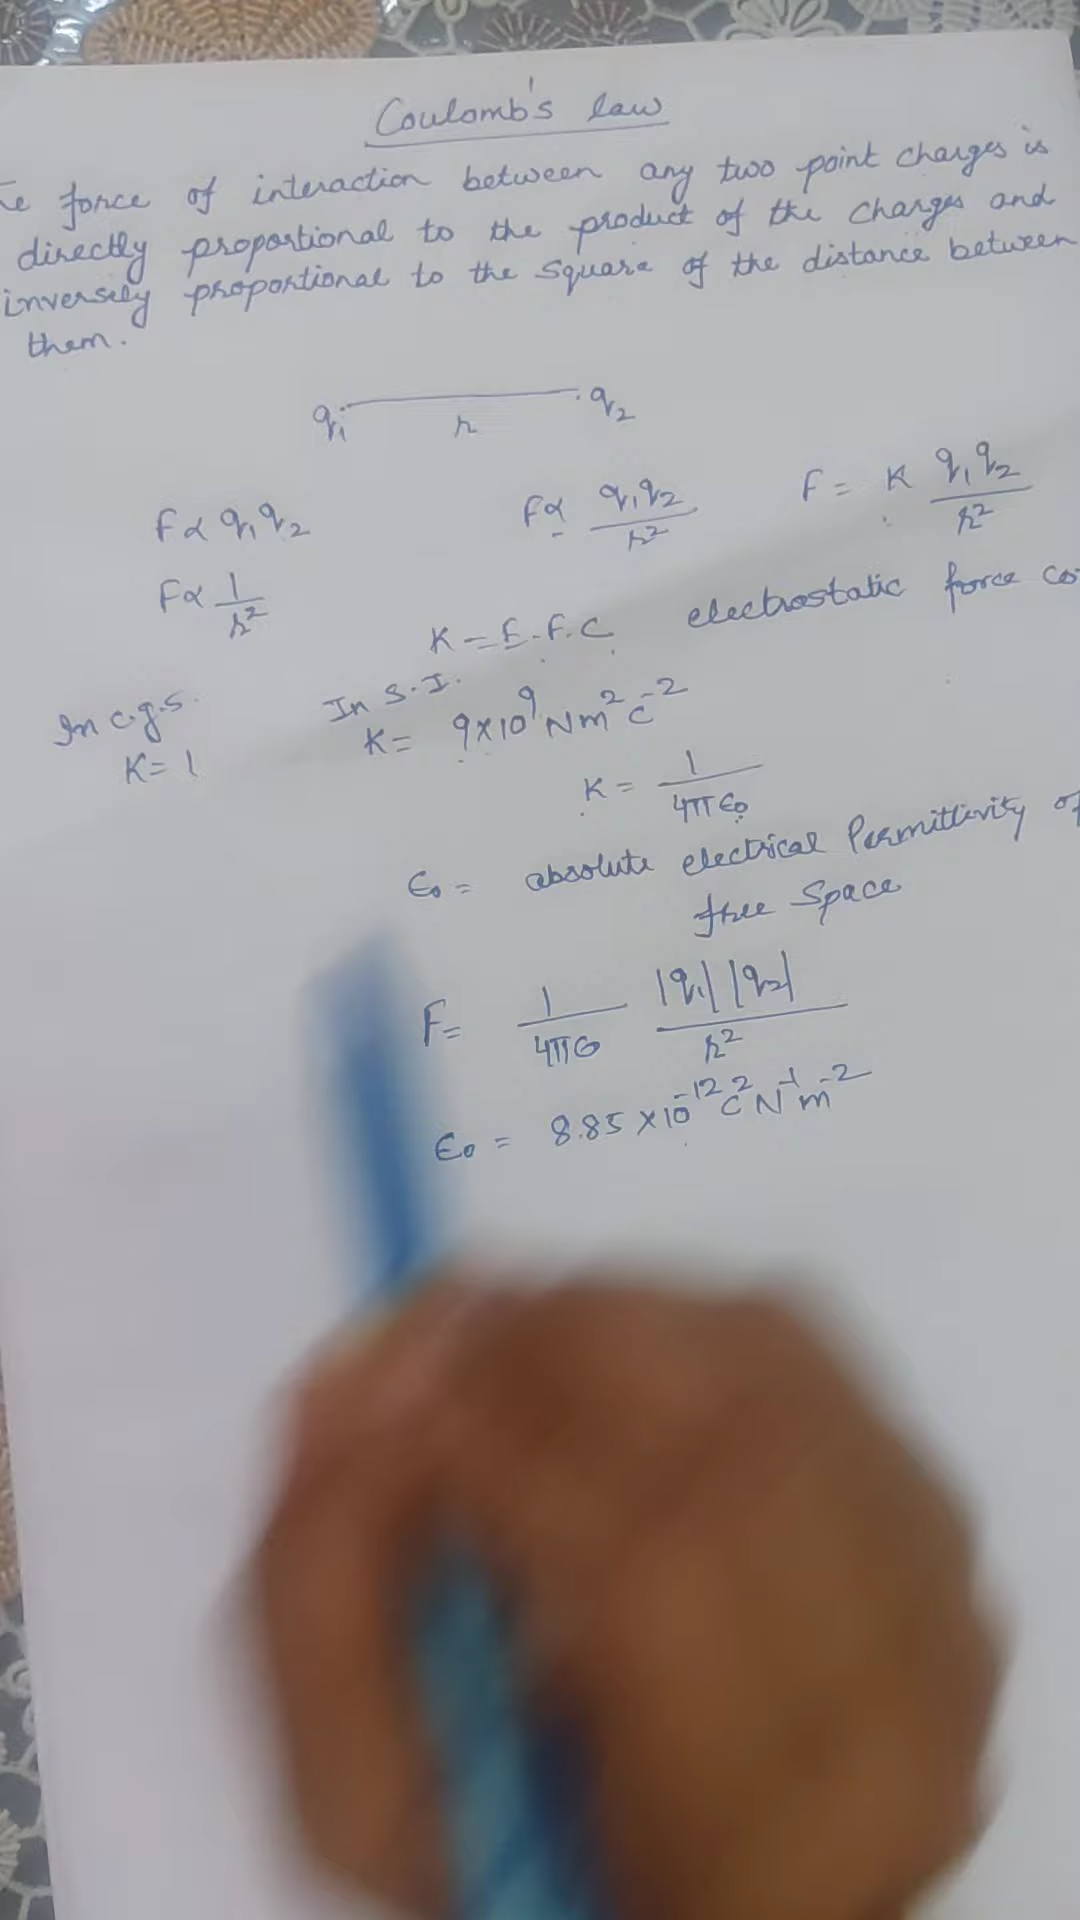 Coulomb's law
force of interaction between any two point charges is
directly proportional to the product of the charges and
inversely proportional to the square of the distance between
them.
q₁ r q₂
F ∝ q₁q₂
F ∝ q₁q₂/r²
F = K q₁q₂/r²
F ∝ 1/r²
K = E.F.C electrostatic force
In c.g.s.
K = 1
In S.I.
K = 9×10⁹ Nm²C⁻²
K = 1/4πϵ₀
ϵ₀ = absolute electrical Permittivity of
free Space
F = 1/4πϵ₀ |q₁| |q₂|/r²
ϵ₀ = 8.85 × 10⁻¹² C² N⁻¹ m⁻²